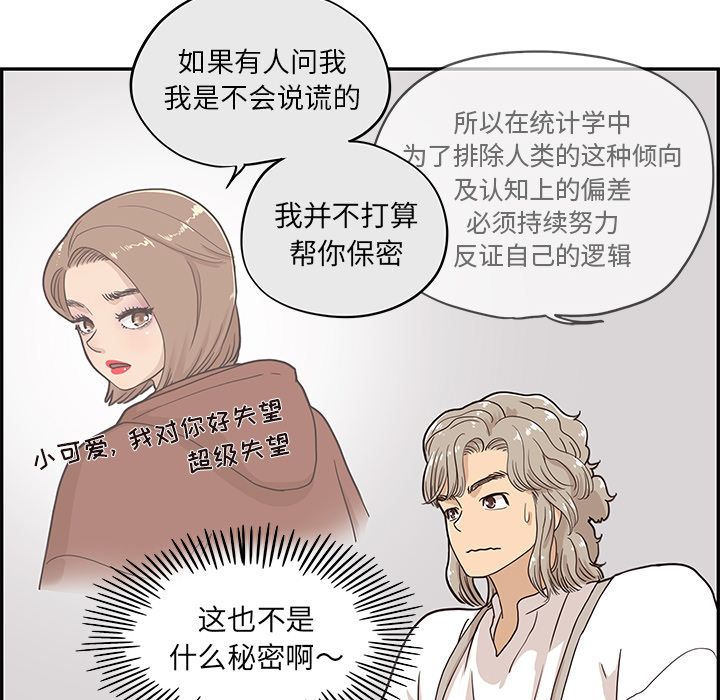 如果有人问我
我是不会说谎的
所以在统计学中
为了排除人类的这种倾向
及认知上的偏差
必须持续努力
反证自己的逻辑
我并不打算
帮你保密
小可爱，我对你好失望
超级失望
这也不是
什么秘密啊～